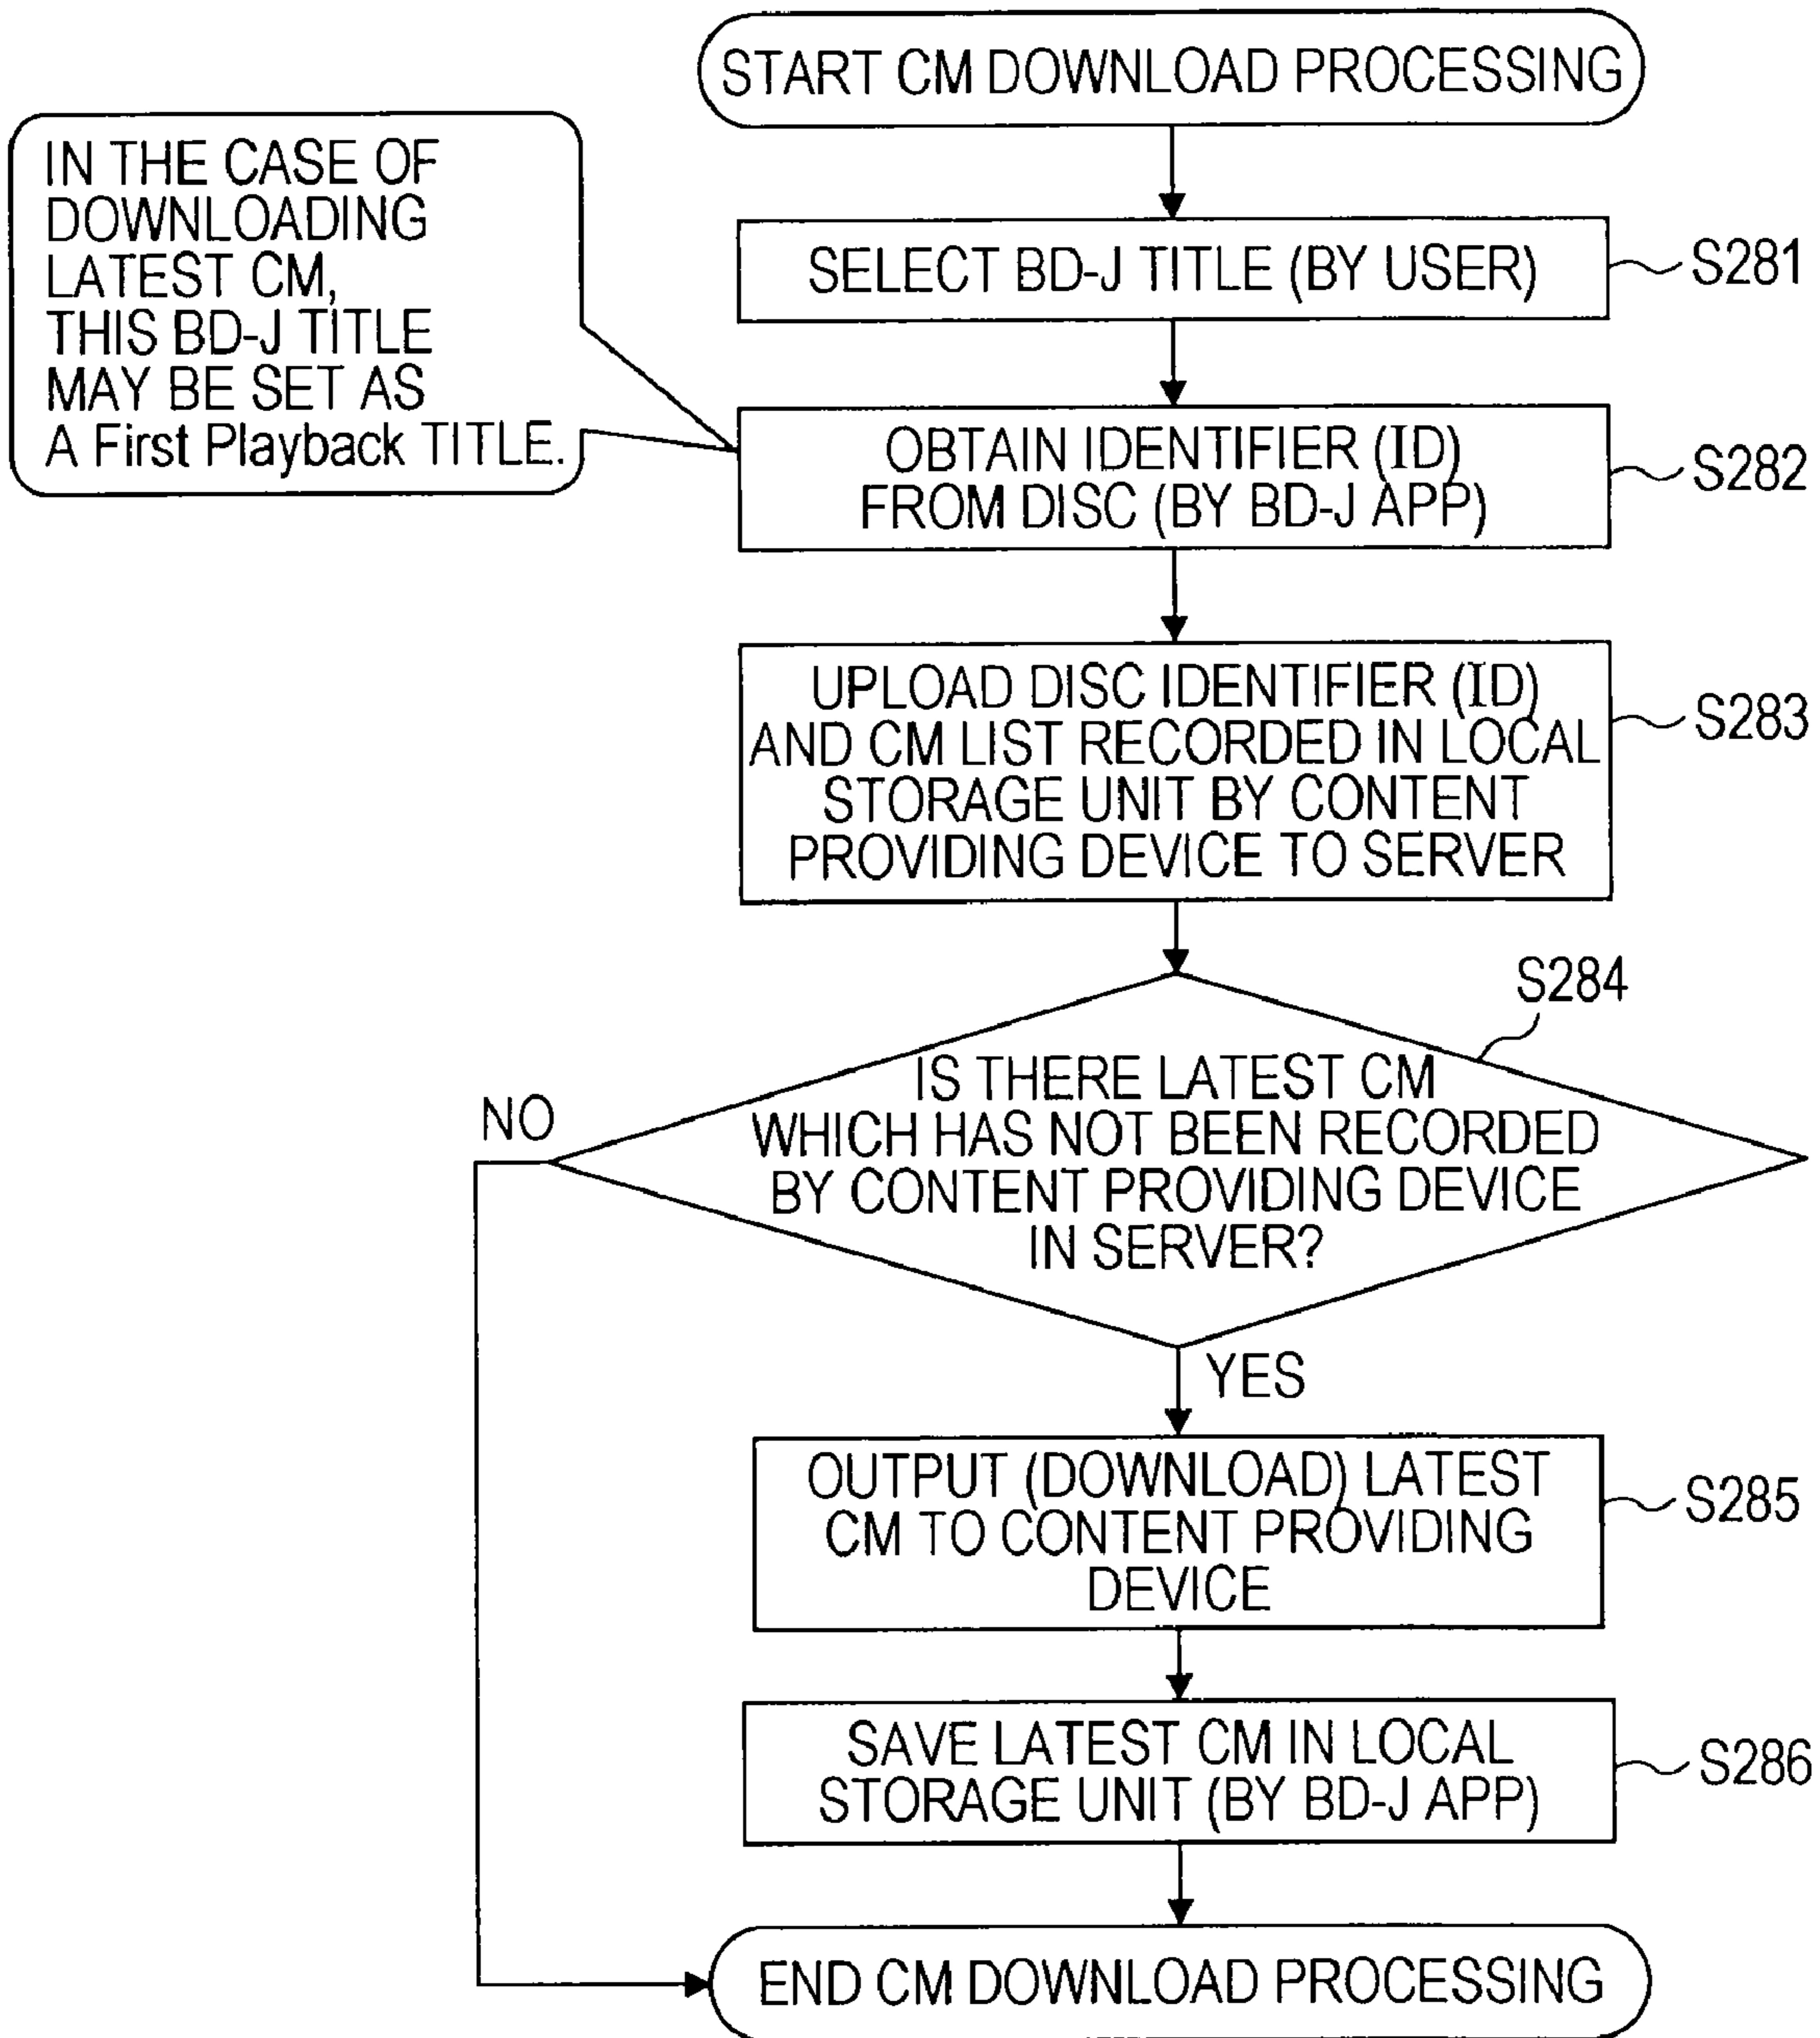 START CM DOWNLOAD PROCESSING
IN THE CASE OF
DOWNLOADING
LATEST CM,
THIS BD-J TITLE
MAY BE SET AS
A First Playback TITLE.
SELECT BD-J TITLE (BY USER)
S281
OBTAIN IDENTIFIER (ID)
FROM DISC (BY BD-J APP)
S282
UPLOAD DISC IDENTIFIER (ID)
AND CM LIST RECORDED IN LOCAL
STORAGE UNIT BY CONTENT
PROVIDING DEVICE TO SERVER
S283
S284
IS THERE LATEST CM
WHICH HAS NOT BEEN RECORDED
BY CONTENT PROVIDING DEVICE
IN SERVER?
NO
YES
OUTPUT (DOWNLOAD) LATEST
CM TO CONTENT PROVIDING
DEVICE
S285
SAVE LATEST CM IN LOCAL
STORAGE UNIT (BY BD-J APP)
S286
END CM DOWNLOAD PROCESSING